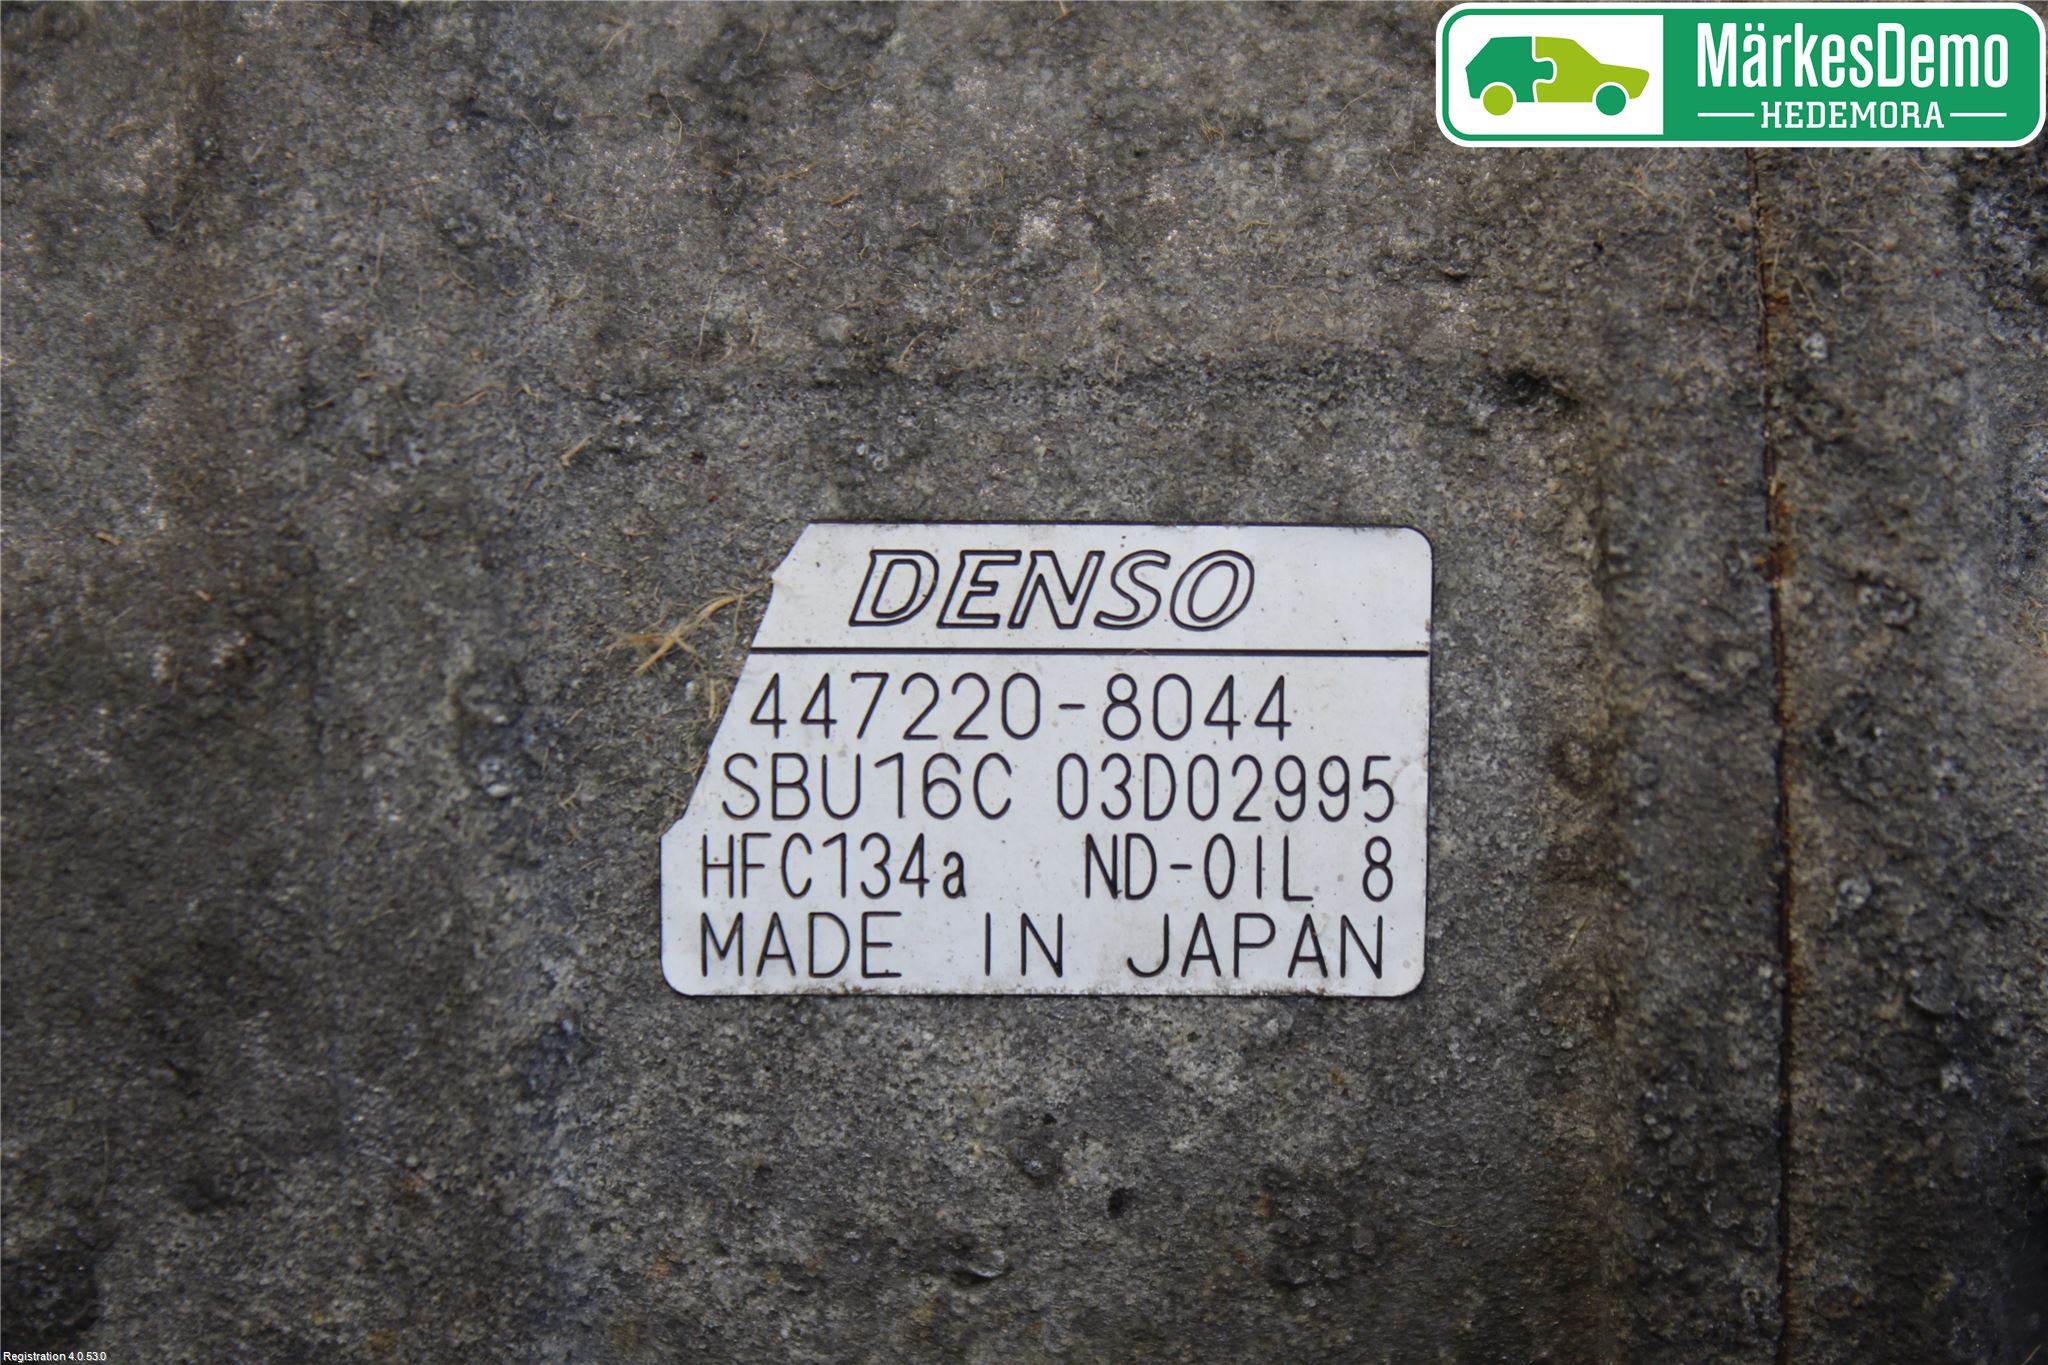 MärkesDemo
HEDEMORA
DENSO
447220-8044
SBU16C 03D02995
HFC134a ND-OIL 8
MADE IN JAPAN
Registration 4.0.53.0